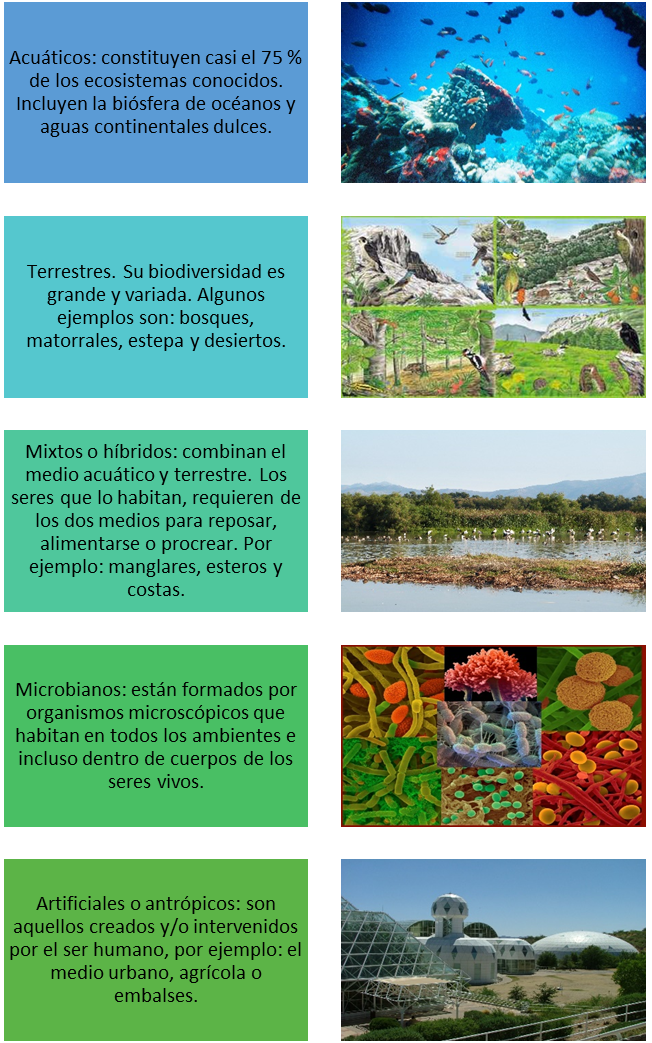 Acuáticos: constituyen casi el 75 %
de los ecosistemas conocidos.
Incluyen la biósfera de océanos y
aguas continentales dulces.
Terrestres. Su biodiversidad es
grande y variada. Algunos
ejemplos son: bosques,
matorrales, estepa y desiertos.
Mixtos o híbridos: combinan el
medio acuático y terrestre. Los
seres que lo habitan, requieren de
los dos medios para reposar,
alimentarse o procrear. Por
ejemplo: manglares, esteros y
costas.
Microbianos: están formados por
organismos microscópicos que
habitan en todos los ambientes e
incluso dentro de cuerpos de los
seres vivos.
Artificiales o antrópicos: son
aquellos creados y/o intervenidos
por el ser humano, por ejemplo: el
medio urbano, agrícola o
embalses.